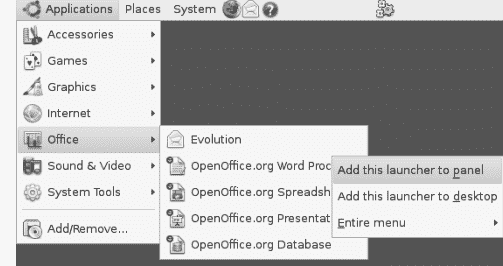 Applications Places System
Accessories
Games
Graphics
Internet
Office
Sound & Video
System Tools
Add/Remove...
Evolution
OpenOffice.org Word Proc
OpenOffice.org Spreadsh
OpenOffice.org Presentat
OpenOffice.org Database
Add this launcher to panel
Add this launcher to desktop
Entire menu